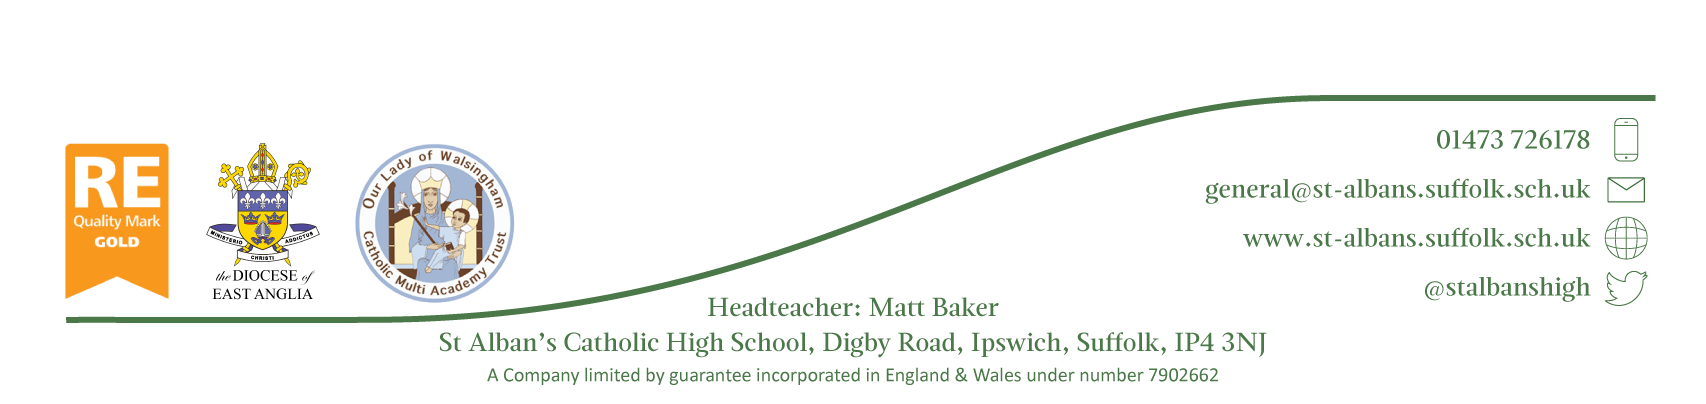 RE
Quality Mark
GOLD
MINISTERIO ADDICTUS
CHRISTI
the DIOCESE of
EAST ANGLIA
Our Lady of Walsingham
Catholic Multi Academy Trust
01473 726178
general@st-albans.suffolk.sch.uk
www.st-albans.suffolk.sch.uk
@stalbanshigh
Headteacher: Matt Baker
St Alban’s Catholic High School, Digby Road, Ipswich, Suffolk, IP4 3NJ
A Company limited by guarantee incorporated in England & Wales under number 7902662